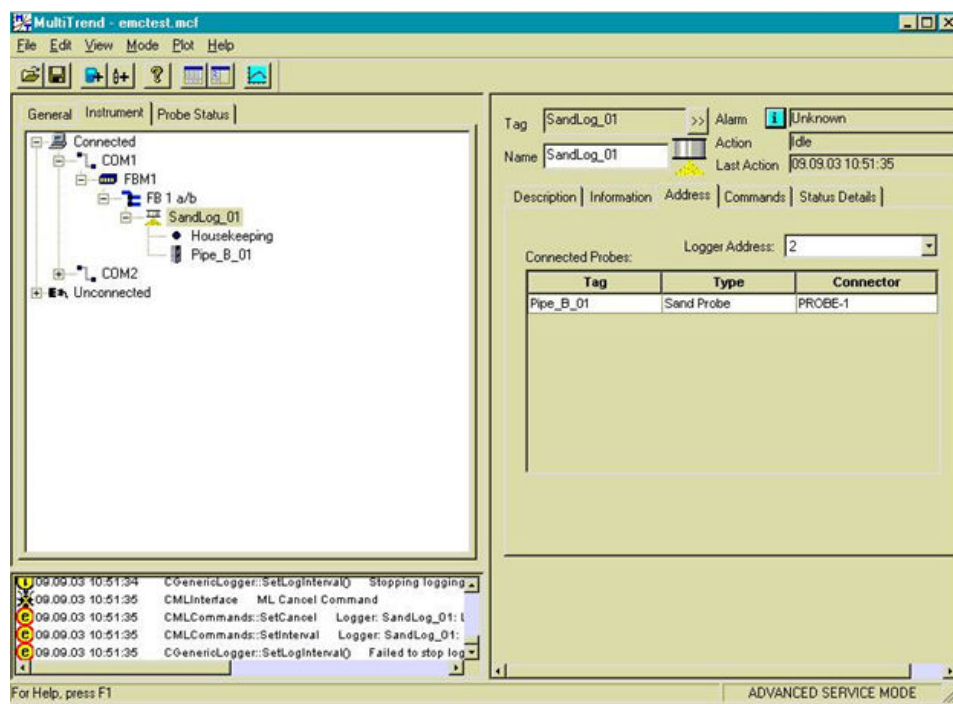 MultiTrend - emctest.mcf
File Edit View Mode Plot Help
General Instrument Probe Status
Connected
COM1
FBM1
FB 1 a/b
SandLog_01
Housekeeping
Pipe_B_01
COM2
Unconnected
Tag SandLog_01 >> Alarm Unknown
Action Idle
Name SandLog_01 Last Action 09.09.03 10:51:35
Description Information Address Commands Status Details
Logger Address: 2
Connected Probes:
Tag Type Connector
Pipe_B_01 Sand Probe PROBE-1
09.09.03 10:51:34 CGenericLogger::SetLogInterval() Stopping logging
09.09.03 10:51:35 CMLInterface ML Cancel Command
09.09.03 10:51:35 CMLCommands::SetCancel Logger: SandLog_01:
09.09.03 10:51:35 CMLCommands::SetInterval Logger: SandLog_01:
09.09.03 10:51:35 CGenericLogger::SetLogInterval() Failed to stop log
For Help, press F1 ADVANCED SERVICE MODE